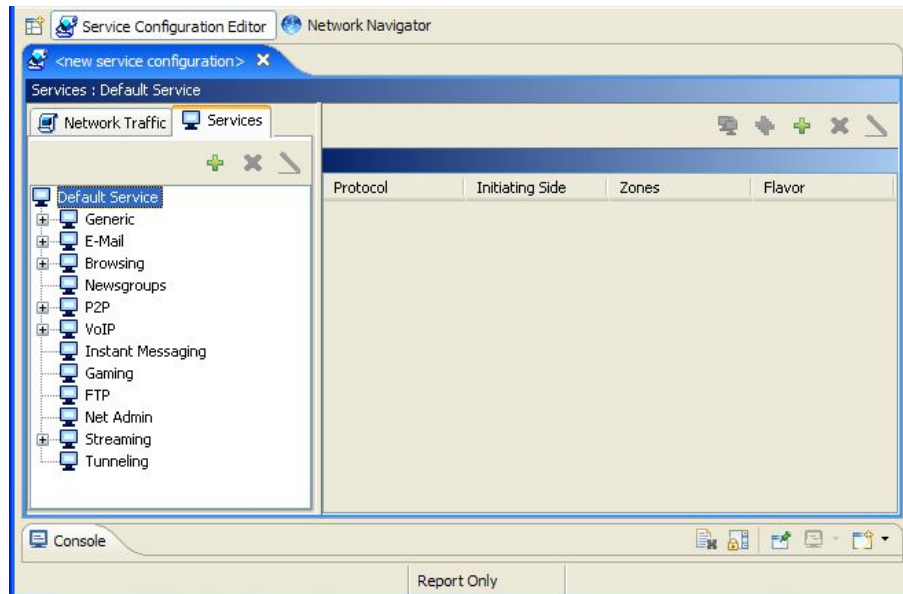 Service Configuration Editor Network Navigator
<new service configuration>
Services : Default Service
Network Traffic Services
Protocol Initiating Side Zones Flavor
Default Service
Generic
E-Mail
Browsing
Newsgroups
P2P
VoIP
Instant Messaging
Gaming
FTP
Net Admin
Streaming
Tunneling
Console
Report Only